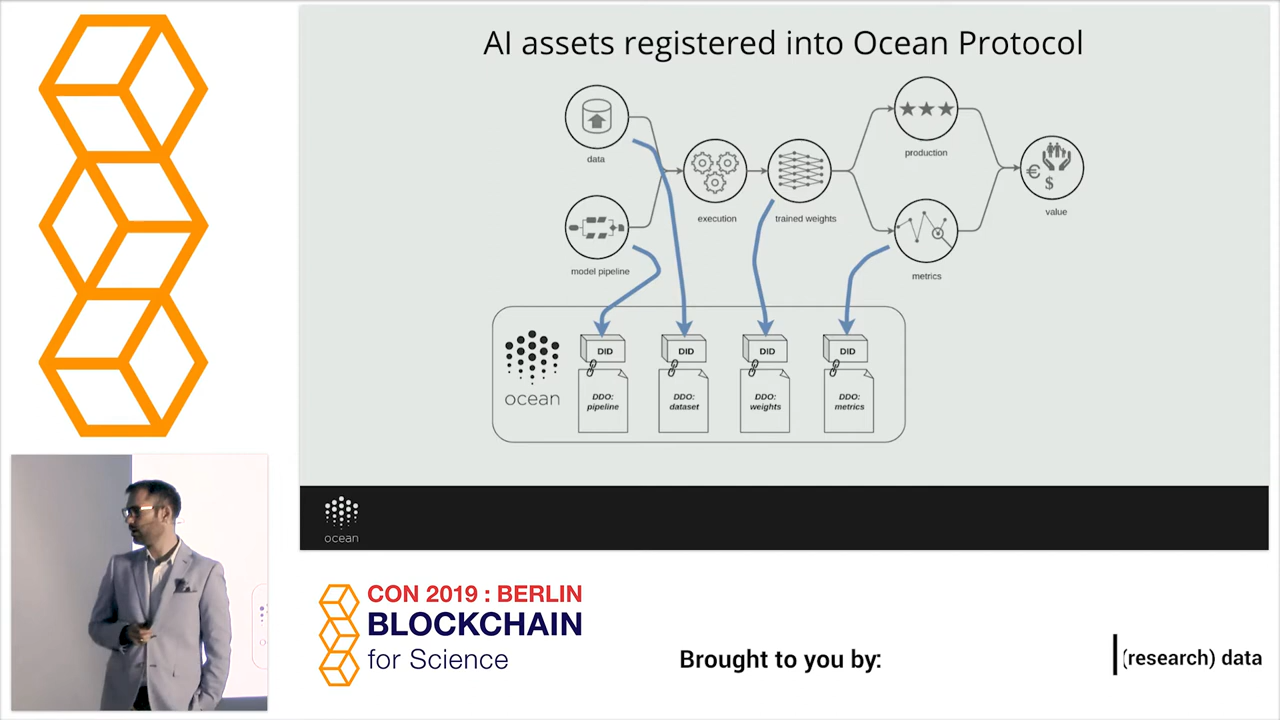 AI assets registered into Ocean Protocol
data
model pipeline
execution
trained weights
production
metrics
value
€
$
ocean
DID
DID
DID
DID
DDO:
pipeline
DDO:
dataset
DDO:
weights
DDO:
metrics
ocean
CON 2019 : BERLIN
BLOCKCHAIN
for Science
Brought to you by:
(research) data